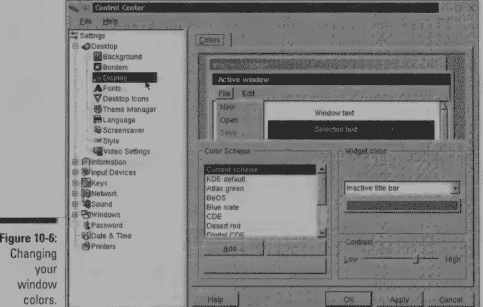 Control Center
File Help
Settings
Desktop
Background
Borders
Display
Fonts
Desktop Icons
Theme Manager
Language
Screensaver
Style
Video Settings
Information
Input Devices
Keys
Network
Sound
Windows
Password
Date & Time
Printers
Colors
Active window
File Edit
New
Open
Save
Window text
Selected text
Color Scheme
Current scheme
KDE default
Atlas green
BeOS
Blue slate
CDE
Desert red
Digital CDE
Add ...
Widget color
Inactive title bar
Contrast
Low High
Help OK Apply Cancel
Figure 10-6:
Changing
your
window
colors.